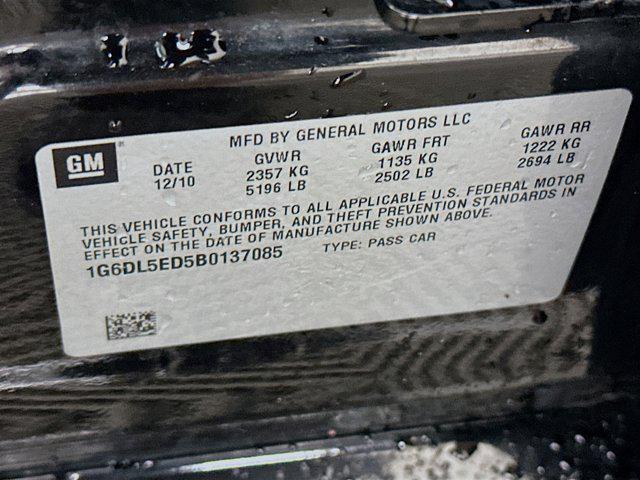 GM
MFD BY GENERAL MOTORS LLC
DATE GVWR GAWR FRT GAWR RR
12/10 2357 KG 1135 KG 1222 KG
5196 LB 2502 LB 2694 LB
THIS VEHICLE CONFORMS TO ALL APPLICABLE U.S. FEDERAL MOTOR
VEHICLE SAFETY, BUMPER, AND THEFT PREVENTION STANDARDS IN
EFFECT ON THE DATE OF MANUFACTURE SHOWN ABOVE.
1G6DL5ED5B0137085 TYPE: PASS CAR